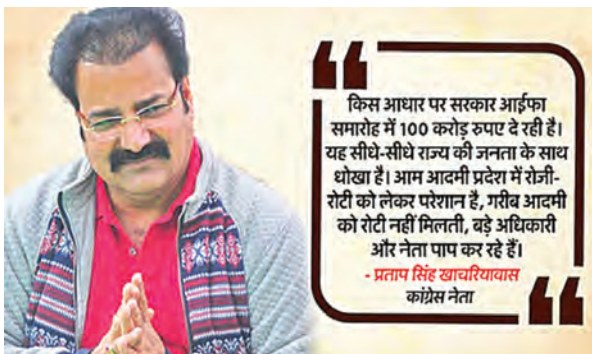 किस आधार पर सरकार आईफा
समारोह में 100 करोड़ रुपए दे रही है।
यह सीधे-सीधे राज्य की जनता के साथ
धोखा है। आम आदमी प्रदेश में रोजी-
रोटी को लेकर परेशान है, गरीब आदमी
को रोटी नहीं मिलती, बड़े अधिकारी
और नेता पाप कर रहे हैं।
- प्रताप सिंह खाचरियावास
कांग्रेस नेता